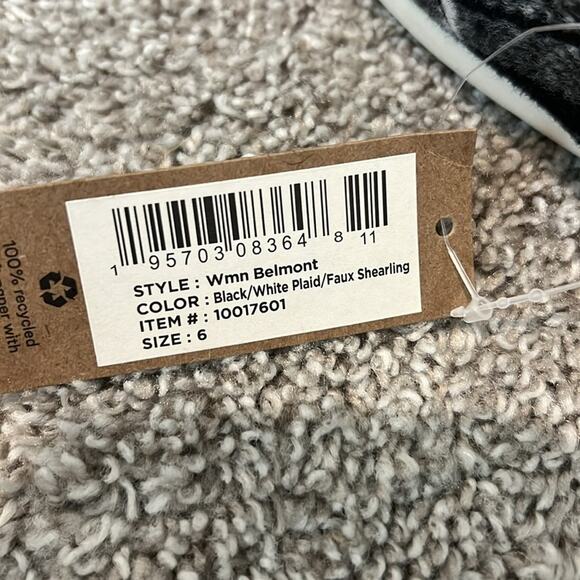 1 95703 08364 8 11
STYLE : Wmn Belmont
COLOR : Black/White Plaid/Faux Shearling
ITEM # : 10017601
SIZE : 6
100% recycled
with